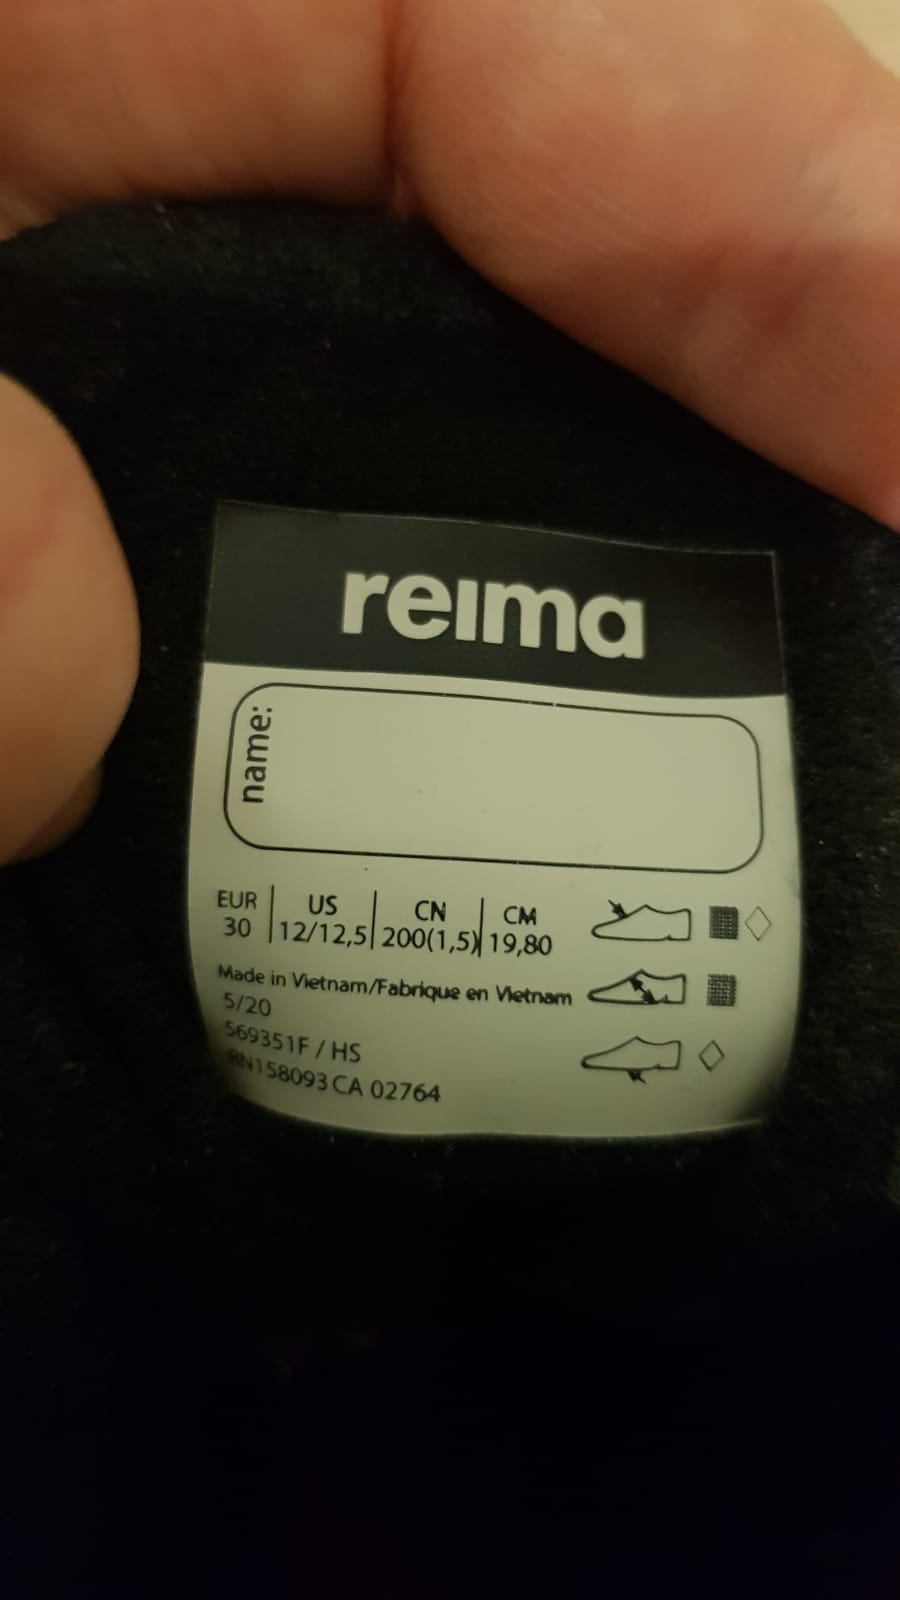 reima
name:
EUR US CN CM
30 12/12,5 200(1,5) 19,80
Made in Vietnam/Fabrique en Vietnam
5/20
569351F / HS
RN158093 CA 02764